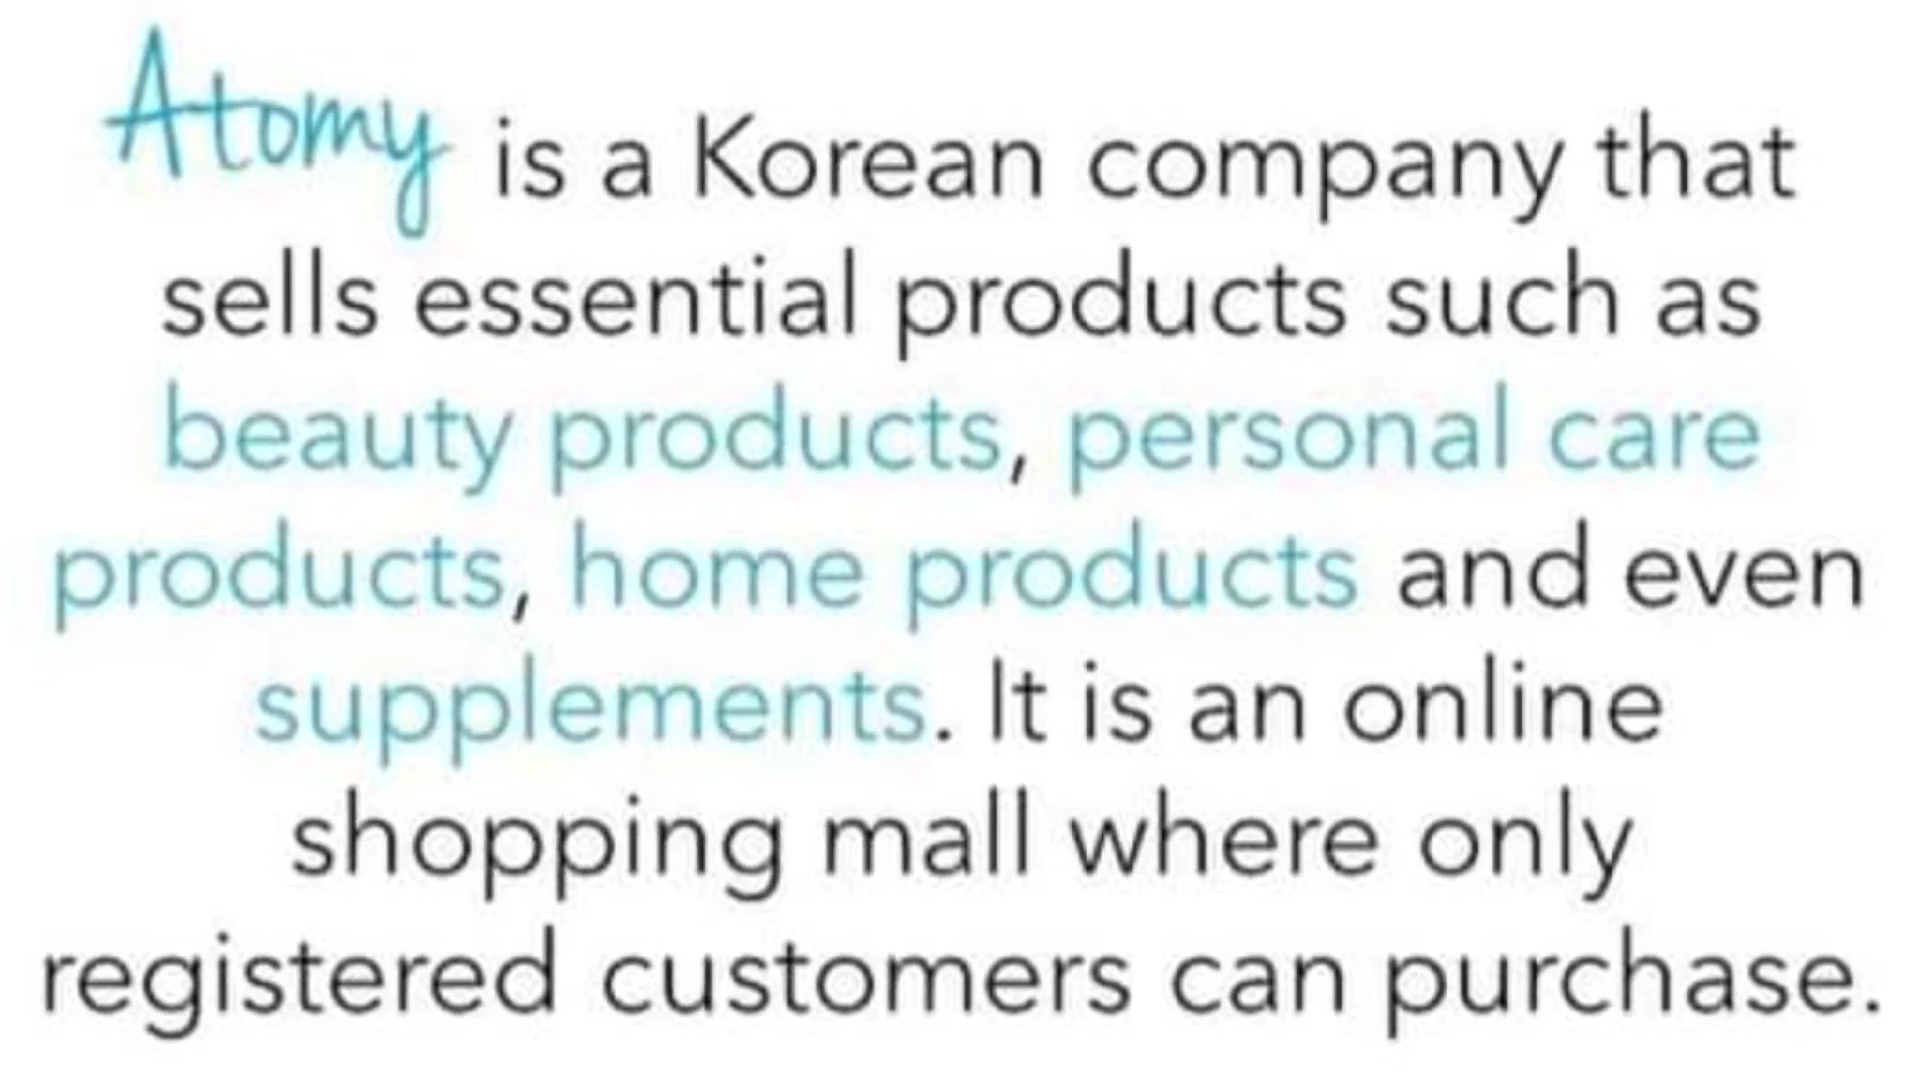 Atomy is a Korean company that
sells essential products such as
beauty products, personal care
products, home products and even
supplements. It is an online
shopping mall where only
registered customers can purchase.